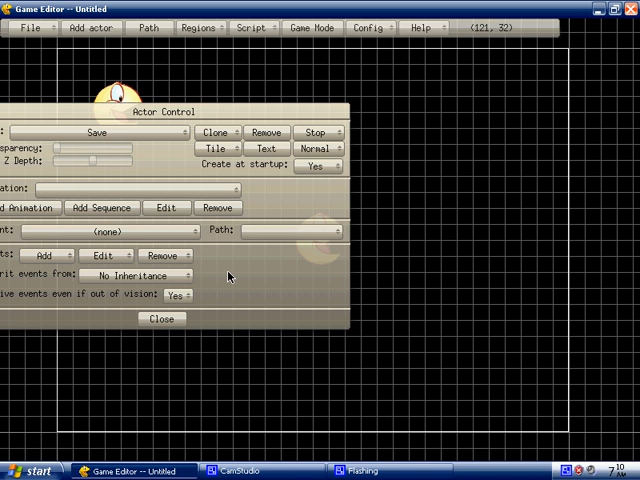 Game Editor -- Untitled
File Add actor Path Regions Script Game Mode Config Help (121, 32)
Actor Control
: Save Clone Remove Stop
sparency: Tile Text Normal
Z Depth: Create at startup: Yes
ation:
d Animation Add Sequence Edit Remove
nt: (none) Path:
ts: Add Edit Remove
rit events from: No Inheritance
ive events even if out of vision: Yes
Close
start Game Editor -- Untitled CamStudio Flashing 7 10 AM